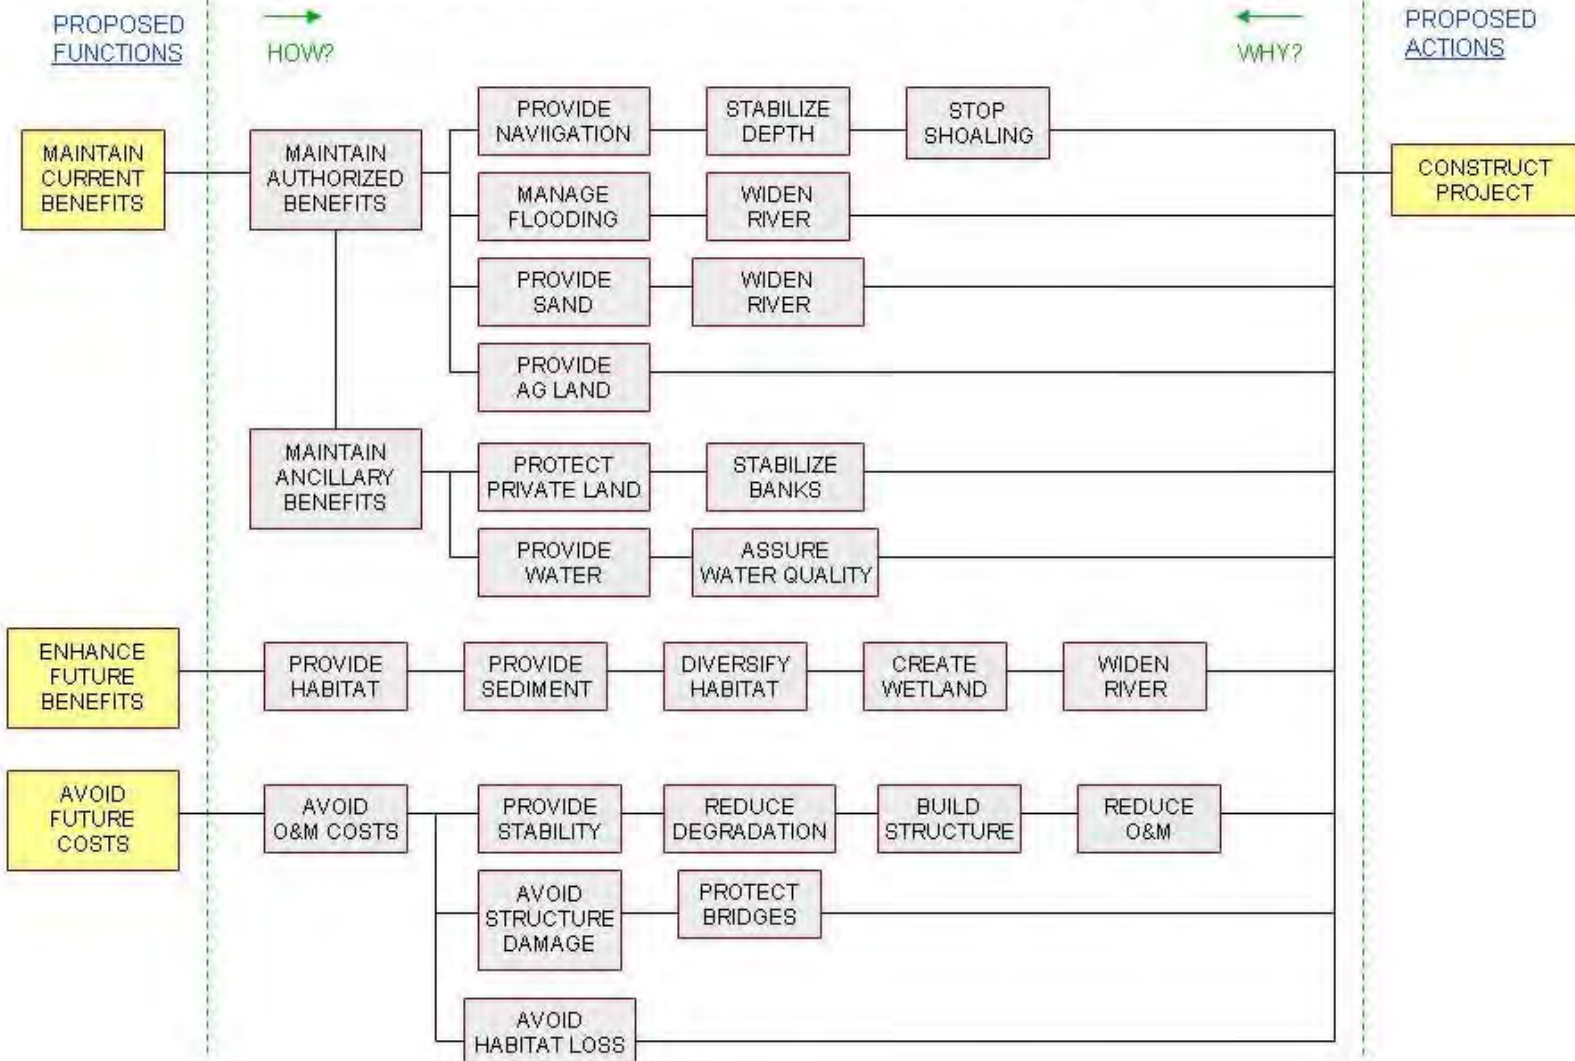 PROPOSED
FUNCTIONS
HOW?
WHY?
PROPOSED
ACTIONS
MAINTAIN
CURRENT
BENEFITS
MAINTAIN
AUTHORIZED
BENEFITS
PROVIDE
NAVIIGATION
STABILIZE
DEPTH
STOP
SHOALING
CONSTRUCT
PROJECT
MANAGE
FLOODING
WIDEN
RIVER
PROVIDE
SAND
WIDEN
RIVER
PROVIDE
AG LAND
MAINTAIN
ANCILLARY
BENEFITS
PROTECT
PRIVATE LAND
STABILIZE
BANKS
PROVIDE
WATER
ASSURE
WATER QUALITY
ENHANCE
FUTURE
BENEFITS
PROVIDE
HABITAT
PROVIDE
SEDIMENT
DIVERSIFY
HABITAT
CREATE
WETLAND
WIDEN
RIVER
AVOID
FUTURE
COSTS
AVOID
O&M COSTS
PROVIDE
STABILITY
REDUCE
DEGRADATION
BUILD
STRUCTURE
REDUCE
O&M
AVOID
STRUCTURE
DAMAGE
PROTECT
BRIDGES
AVOID
HABITAT LOSS